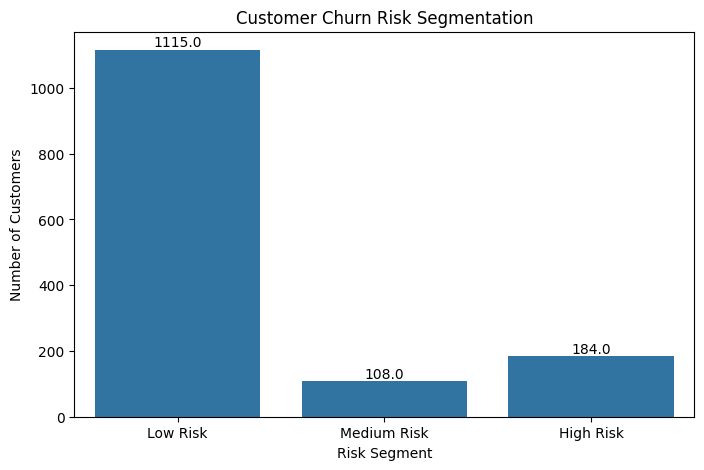 Customer Churn Risk Segmentation
1115.0
1000
800
600
400
200
0
184.0
108.0
Number of Customers
Low Risk
Medium Risk
High Risk
Risk Segment